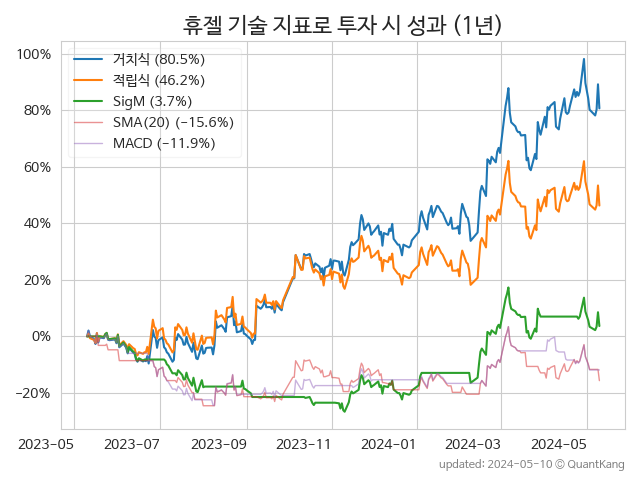 휴젤 기술 지표로 투자 시 성과 (1년)
거치식 (80.5%)
적립식 (46.2%)
SigM (3.7%)
SMA(20) (−15.6%)
MACD (−11.9%)
100%
80%
60%
40%
20%
0%
−20%
2023-05 2023-07 2023-09 2023-11 2024-01 2024-03 2024-05
updated: 2024-05-10 © QuantKang